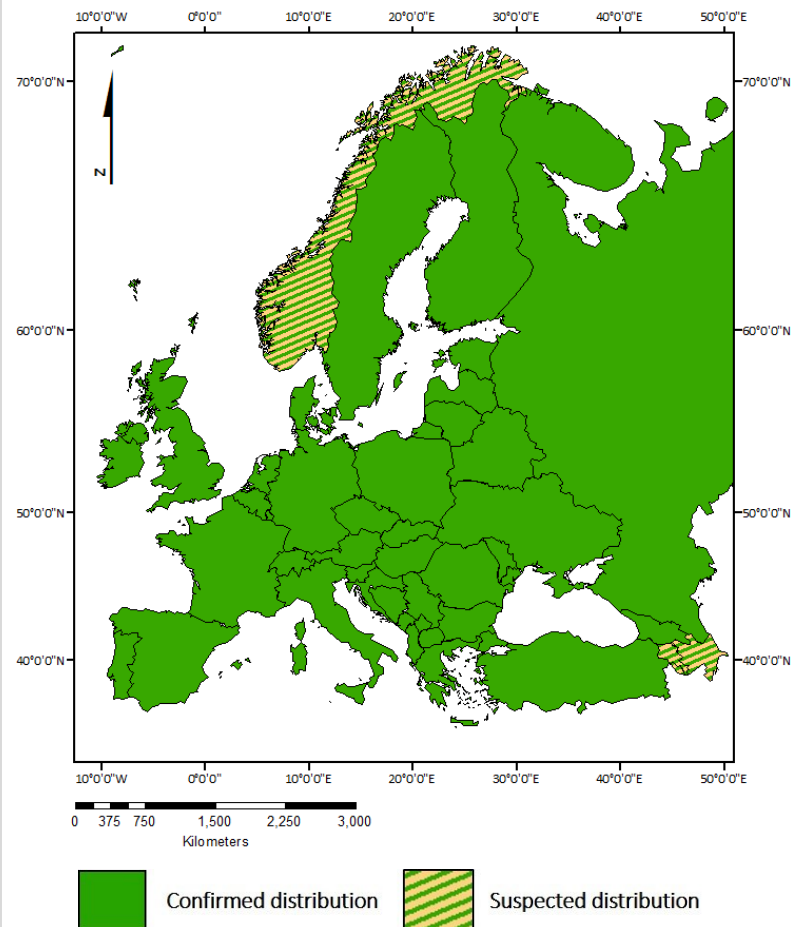 10°0'0"W 0°0'0" 10°0'0"E 20°0'0"E 30°0'0"E 40°0'0"E 50°0'0"E
70°0'0"N 70°0'0"N
N
60°0'0"N 60°0'0"N
50°0'0"N 50°0'0"N
40°0'0"N 40°0'0"N
10°0'0"W 0°0'0" 10°0'0"E 20°0'0"E 30°0'0"E 40°0'0"E 50°0'0"E
0 375 750 1,500 2,250 3,000
Kilometers
Confirmed distribution Suspected distribution